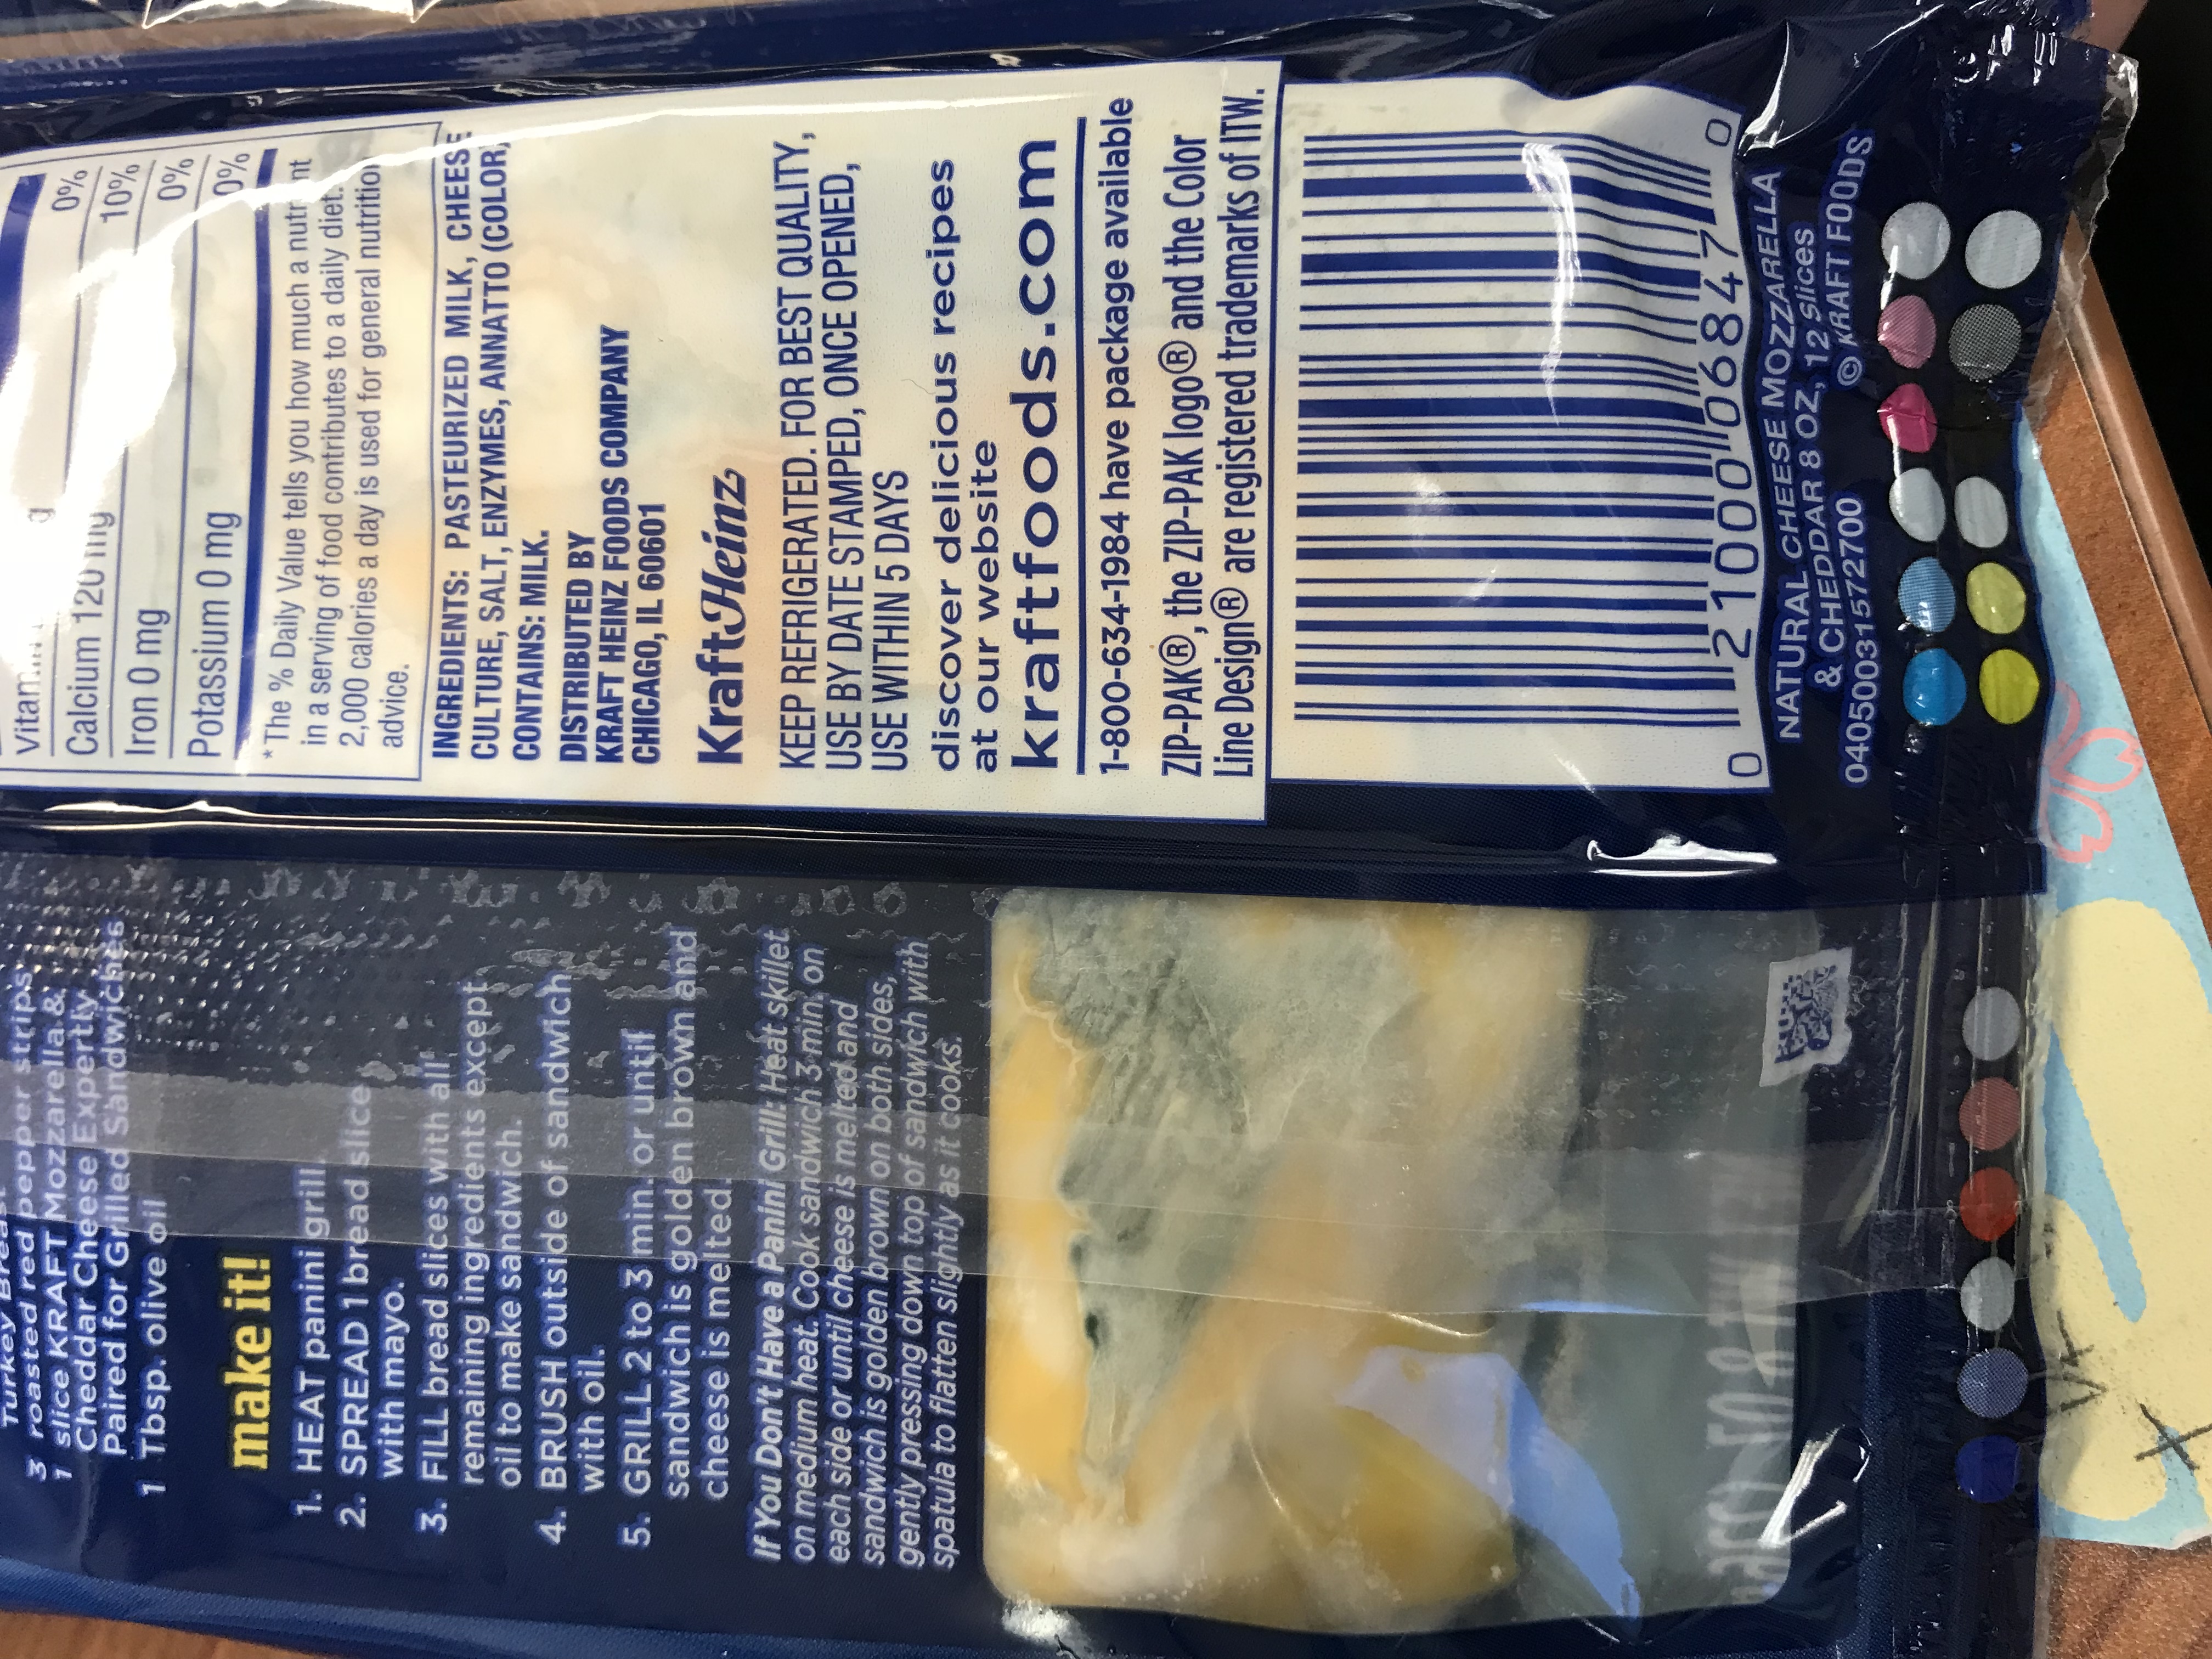 0%
Vitam
g
Calcium 120 mg 10%
Iron 0 mg 0%
Potassium 0 mg 0%
* The % Daily Value tells you how much a nutrient
in a serving of food contributes to a daily diet.
2,000 calories a day is used for general nutrition
advice.
INGREDIENTS: PASTEURIZED MILK, CHEESE
CULTURE, SALT, ENZYMES, ANNATTO (COLOR)
CONTAINS: MILK.
DISTRIBUTED BY
KRAFT HEINZ FOODS COMPANY
CHICAGO, IL 60601
KraftHeinz
KEEP REFRIGERATED. FOR BEST QUALITY,
USE BY DATE STAMPED, ONCE OPENED,
USE WITHIN 5 DAYS
discover delicious recipes
at our website
kraftfoods.com
1-800-634-1984 have package available
ZIP-PAK®, the ZIP-PAK logo® and the Color
Line Design® are registered trademarks of ITW.
0 21000 06847 0
NATURAL CHEESE MOZZARELLA
& CHEDDAR 8 OZ, 12 Slices
04050031572700 © KRAFT FOODS
Turkey Breast
3 roasted red pepper strips
1 slice KRAFT Mozzarella &
Cheddar Cheese Expertly
Paired for Grilled Sandwiches
1 Tbsp. olive oil
make it!
1. HEAT panini grill.
2. SPREAD 1 bread slice
with mayo.
3. FILL bread slices with all
remaining ingredients except
oil to make sandwich.
4. BRUSH outside of sandwich
with oil.
5. GRILL 2 to 3 min. or until
sandwich is golden brown and
cheese is melted.
If You Don't Have a Panini Grill: Heat skillet
on medium heat. Cook sandwich 3 min. on
each side or until cheese is melted and
sandwich is golden brown on both sides,
gently pressing down top of sandwich with
spatula to flatten slightly as it cooks.